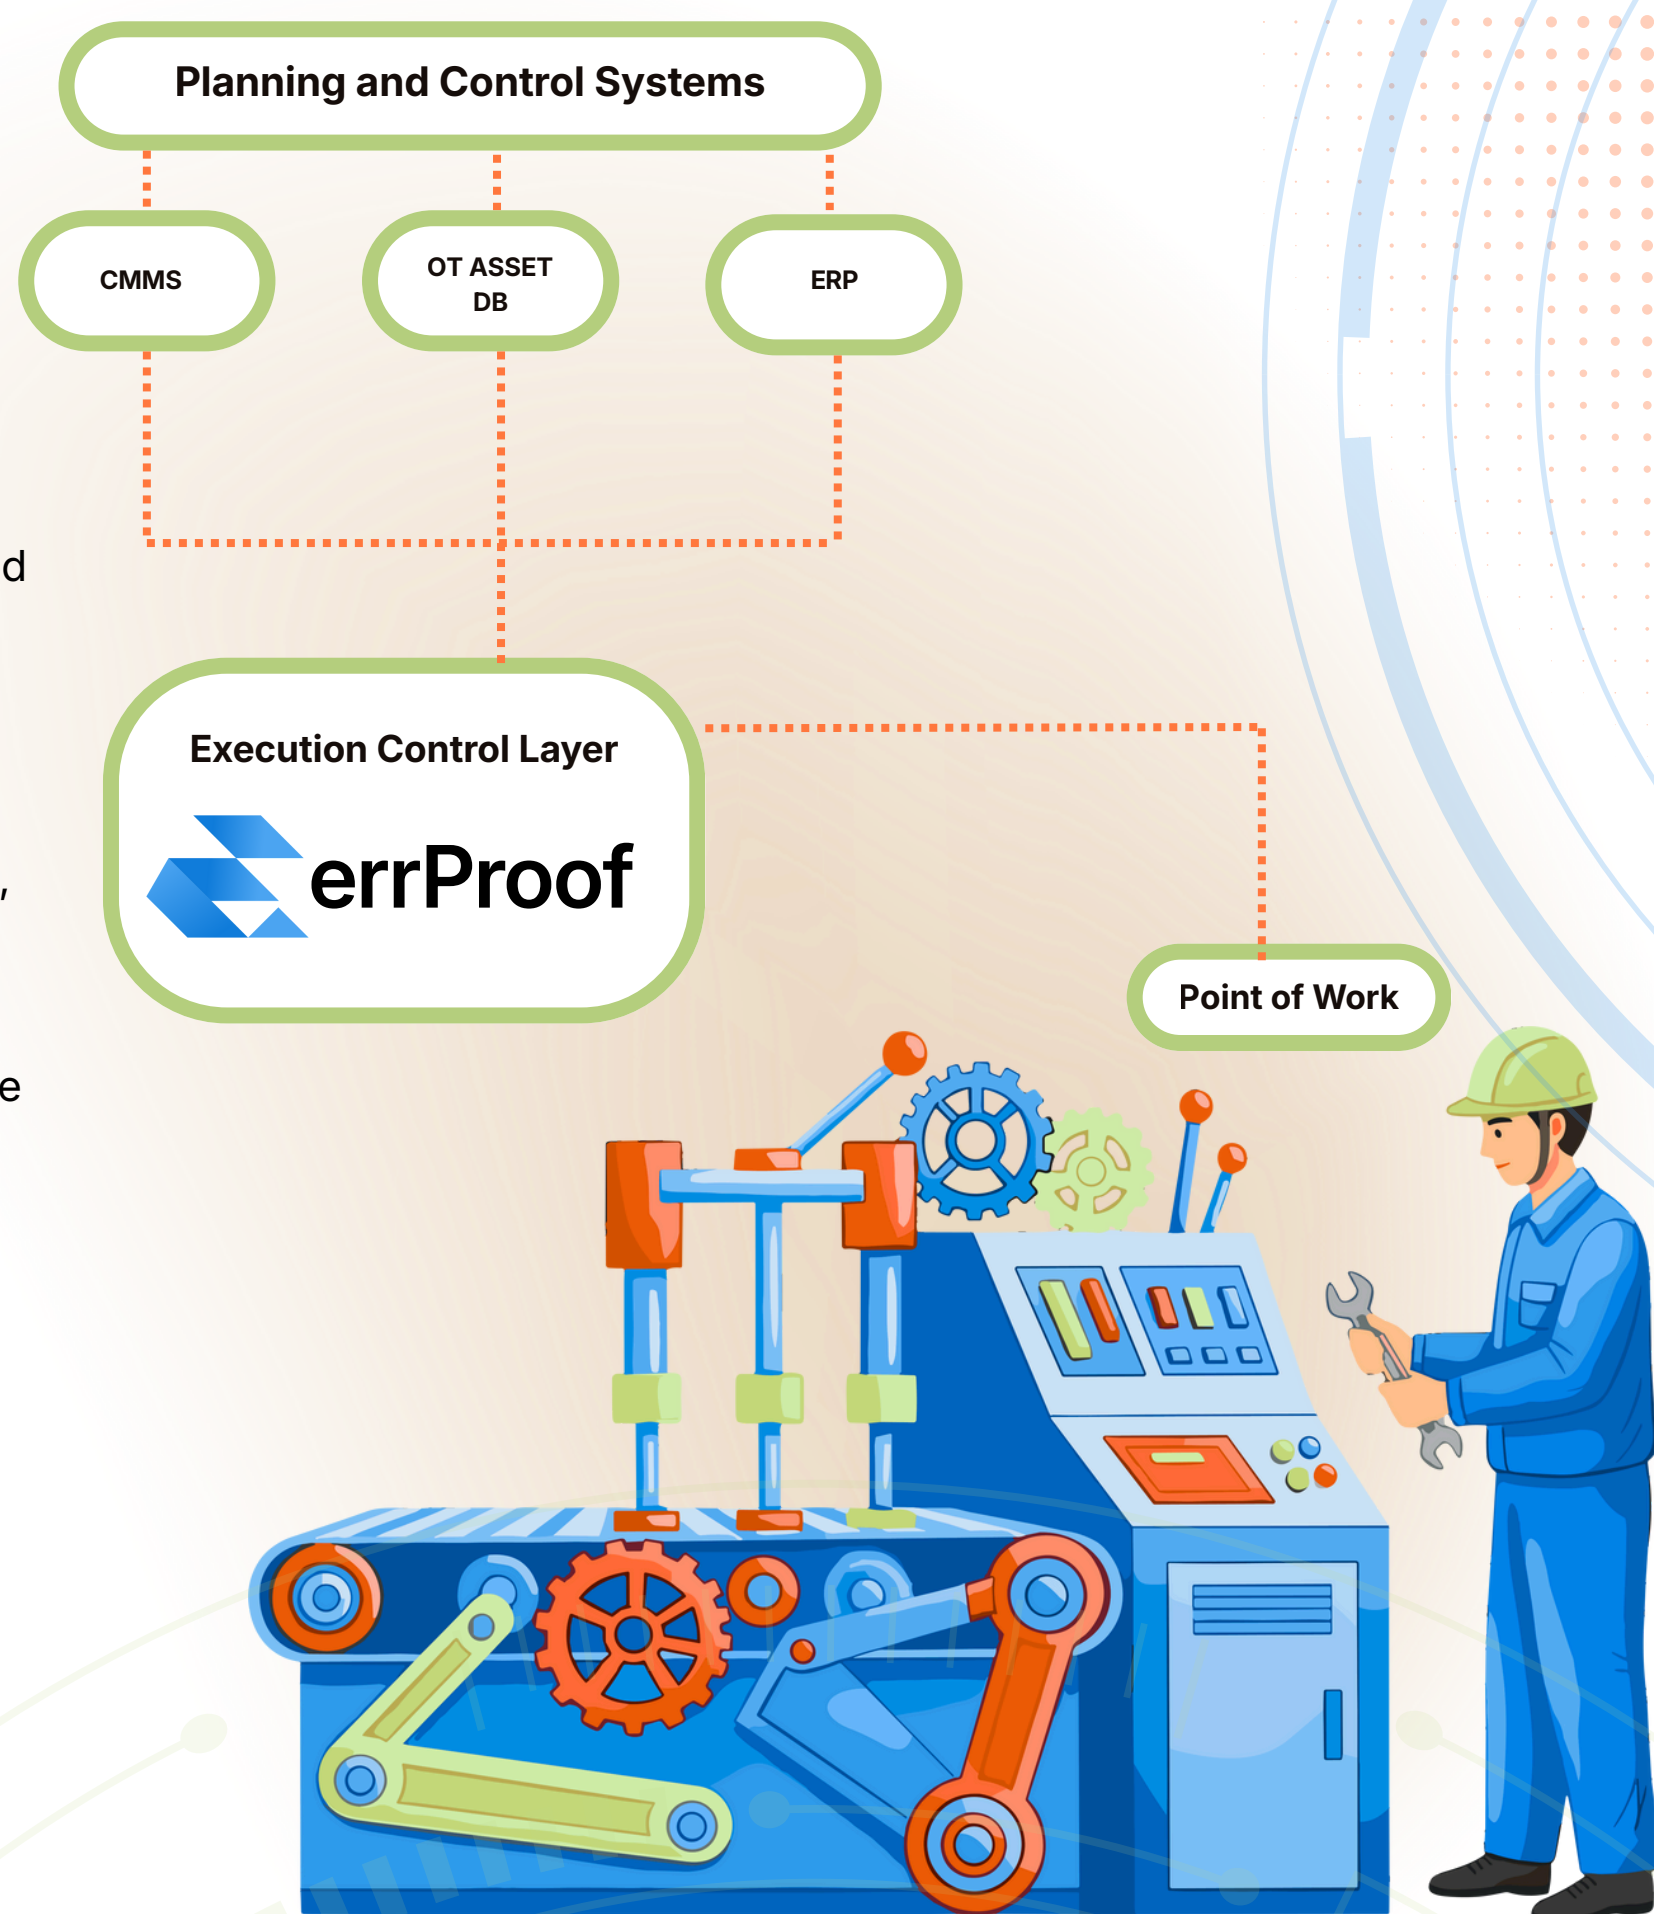 Planning and Control Systems
CMMS
OT ASSET
DB
ERP
d
Execution Control Layer
errProof
,
Point of Work
e